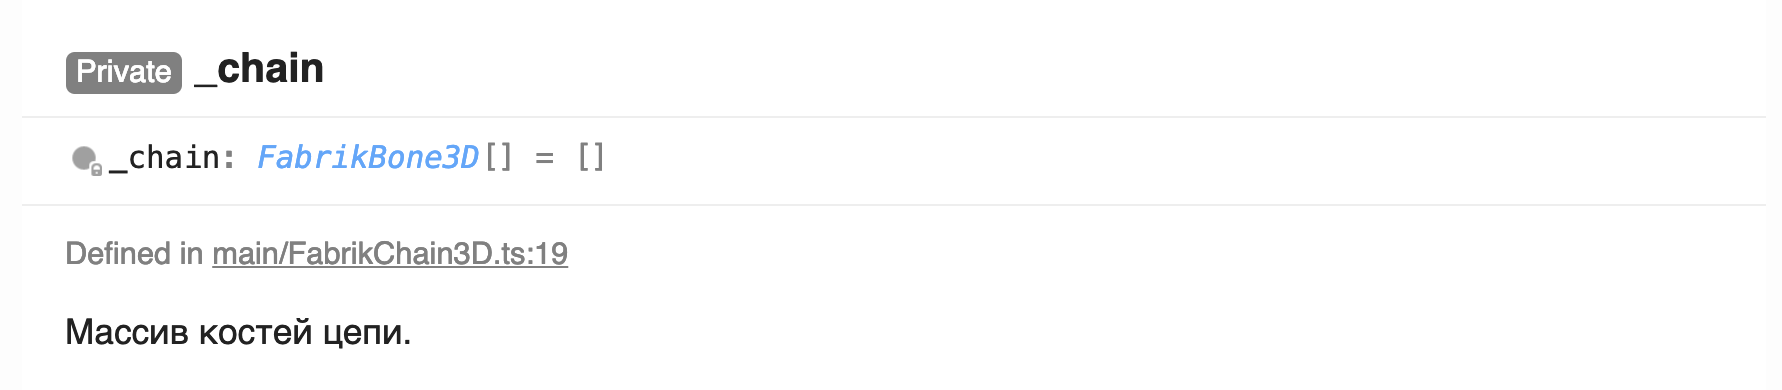 Private _chain
_chain: FabrikBone3D[] = []
Defined in main/FabrikChain3D.ts:19
Массив костей цепи.